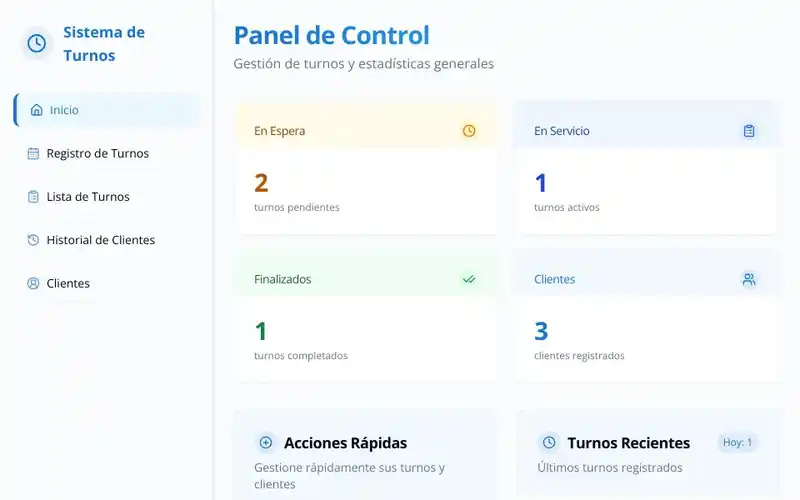 Sistema de
Turnos
Inicio
Registro de Turnos
Lista de Turnos
Historial de Clientes
Clientes
Panel de Control
Gestión de turnos y estadísticas generales
En Espera
2
turnos pendientes
En Servicio
1
turnos activos
Finalizados
1
turnos completados
Clientes
3
clientes registrados
Acciones Rápidas
Gestione rápidamente sus turnos y
clientes
Turnos Recientes
Hoy: 1
Últimos turnos registrados